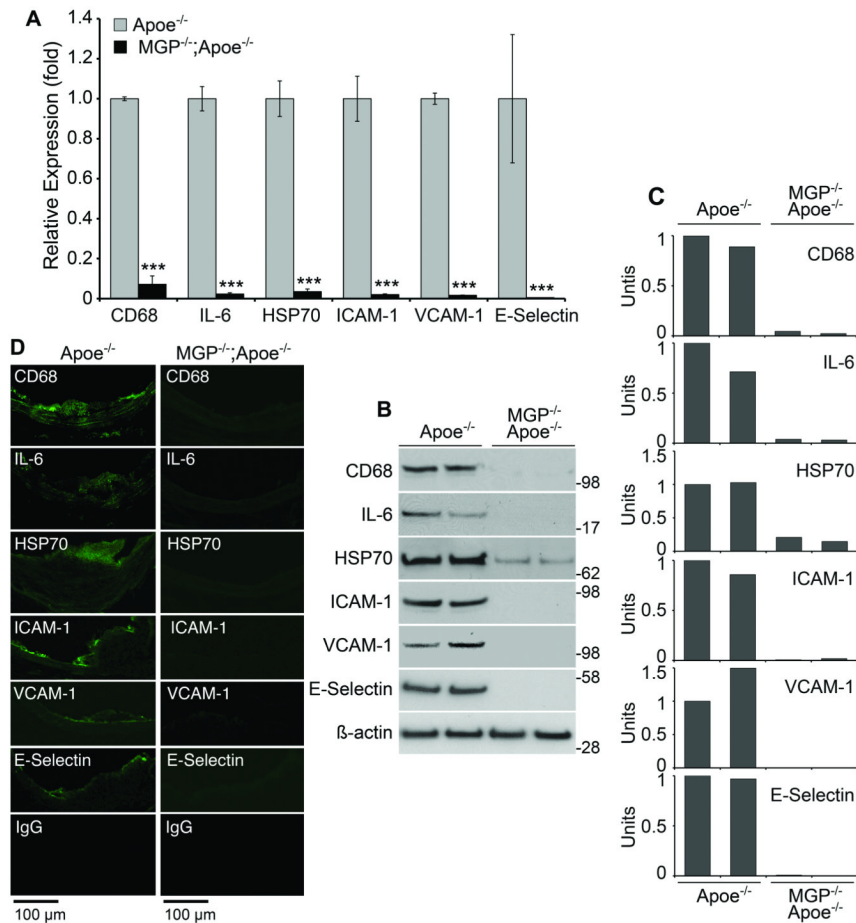 A
Apoe-/-
MGP-/-;Apoe-/-
Relative Expression (fold)
1.4
1.2
1.0
0.8
0.6
0.4
0.2
0
***
***
***
***
***
***
CD68 IL-6 HSP70 ICAM-1 VCAM-1 E-Selectin
D
Apoe-/- MGP-/-;Apoe-/-
CD68 CD68
IL-6 IL-6
HSP70 HSP70
ICAM-1 ICAM-1
VCAM-1 VCAM-1
E-Selectin E-Selectin
IgG IgG
100 µm 100 µm
B
MGP-/-
Apoe-/- Apoe-/-
CD68
-98
IL-6
-17
HSP70
-62
-98
ICAM-1
VCAM-1
-98
-58
E-Selectin
ß-actin
-28
C
MGP-/-
Apoe-/- Apoe-/-
CD68
Untis
1
0.5
0
IL-6
Units
1
0.5
0
HSP70
Units
1.5
1
0.5
0
ICAM-1
Units
1
0.5
0
VCAM-1
Units
1.5
1
0.5
0
E-Selectin
Units
1
0.5
0
Apoe-/- MGP-/-
Apoe-/-